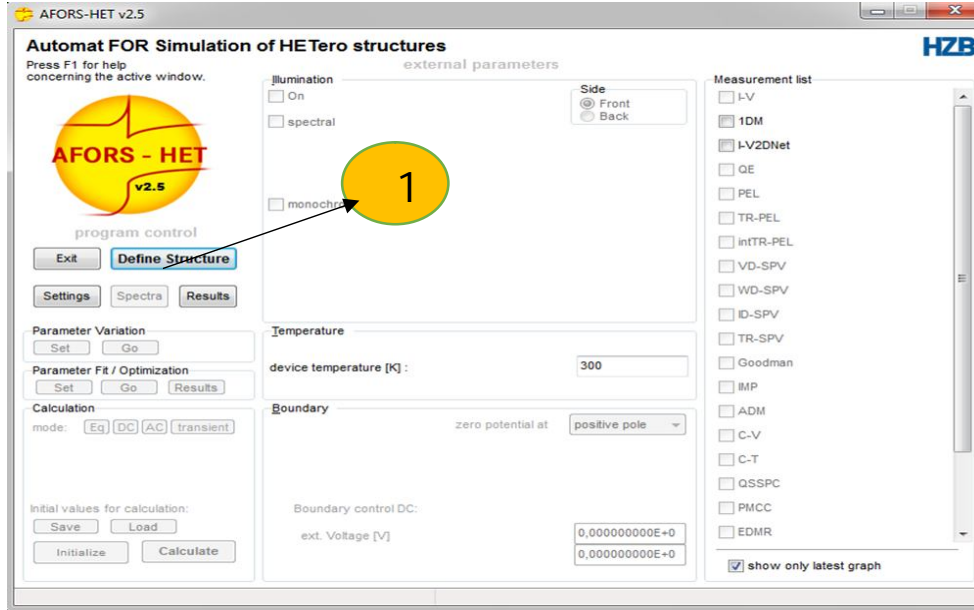 AFORS-HET v2.5
Automat FOR Simulation of HETero structures
HZB
Press F1 for help
concerning the active window.
external parameters
AFORS - HET
v2.5
program control
Exit
Define Structure
Settings
Spectra
Results
Parameter Variation
Set
Go
Parameter Fit / Optimization
Set
Go
Results
Calculation
mode:
Eq
DC
AC
transient
Initial values for calculation:
Save
Load
Initialize
Calculate
Illumination
On
spectral
Side
Front
Back
1
Temperature
device temperature [K] :
300
Boundary
zero potential at
positive pole
Boundary control DC:
ext. Voltage [V]
0,000000000E+0
0,000000000E+0
Measurement list
I-V
1DM
I-V2DNet
QE
PEL
TR-PEL
intTR-PEL
VD-SPV
WD-SPV
ID-SPV
TR-SPV
Goodman
IMP
ADM
C-V
C-T
QSSPC
PMCC
EDMR
show only latest graph